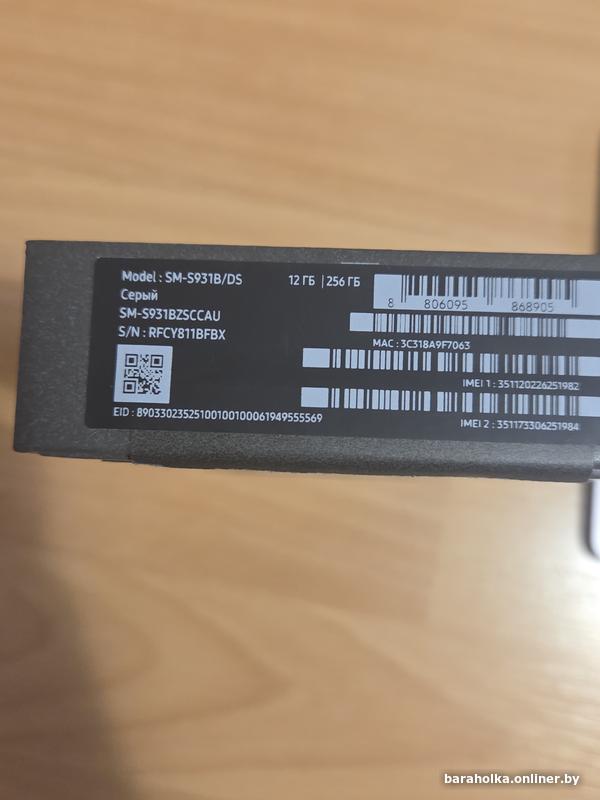 Model : SM-S931B/DS 12 ГБ | 256 ГБ
Серый
SM-S931BZSCCAU
S/N : RFCY811BFBX
8 806095 868905
MAC : 3C318A9F7063
IMEI 1 : 351120226251982
EID : 89033023525100100100061949555569
IMEI 2 : 351173306251984
baraholka.onliner.by